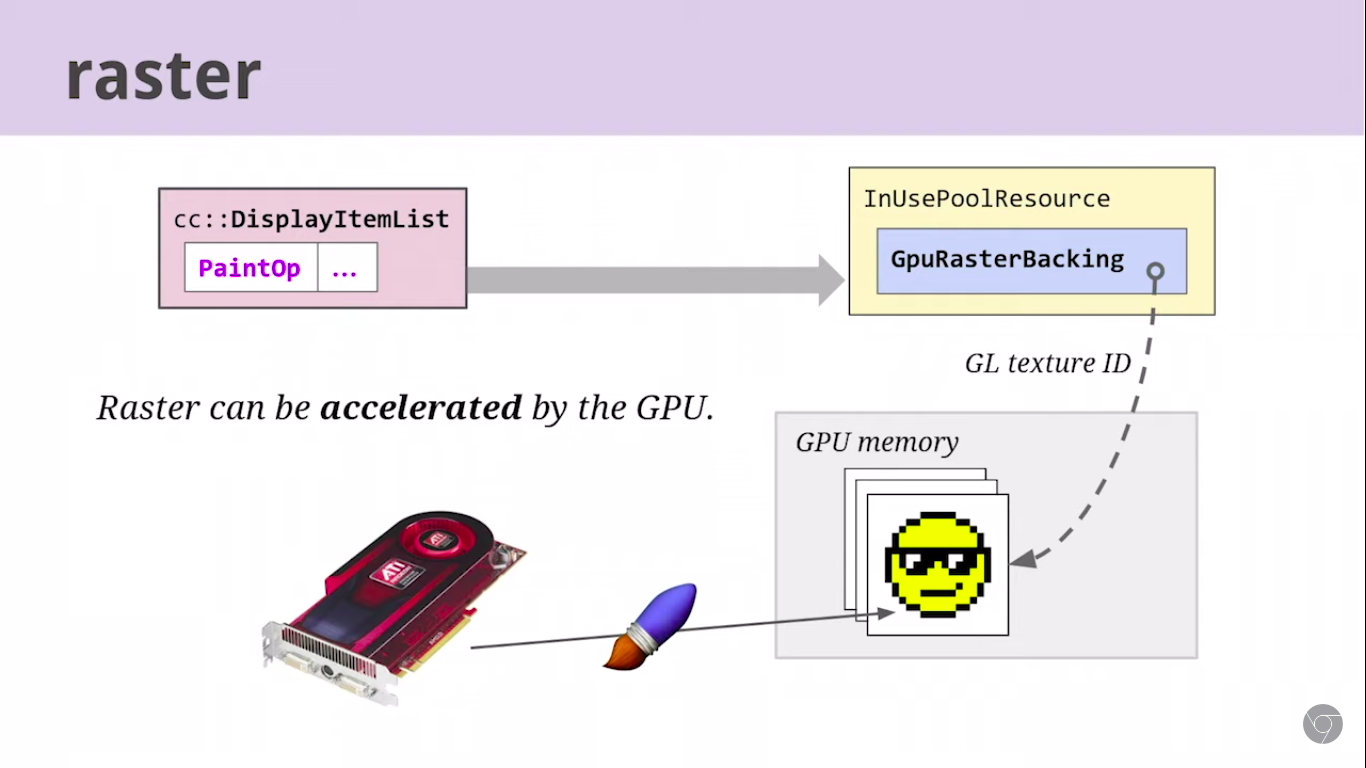 raster
cc::DisplayItemList
PaintOp ...
InUsePoolResource
GpuRasterBacking
GL texture ID
Raster can be accelerated by the GPU.
GPU memory
ATI
ATI